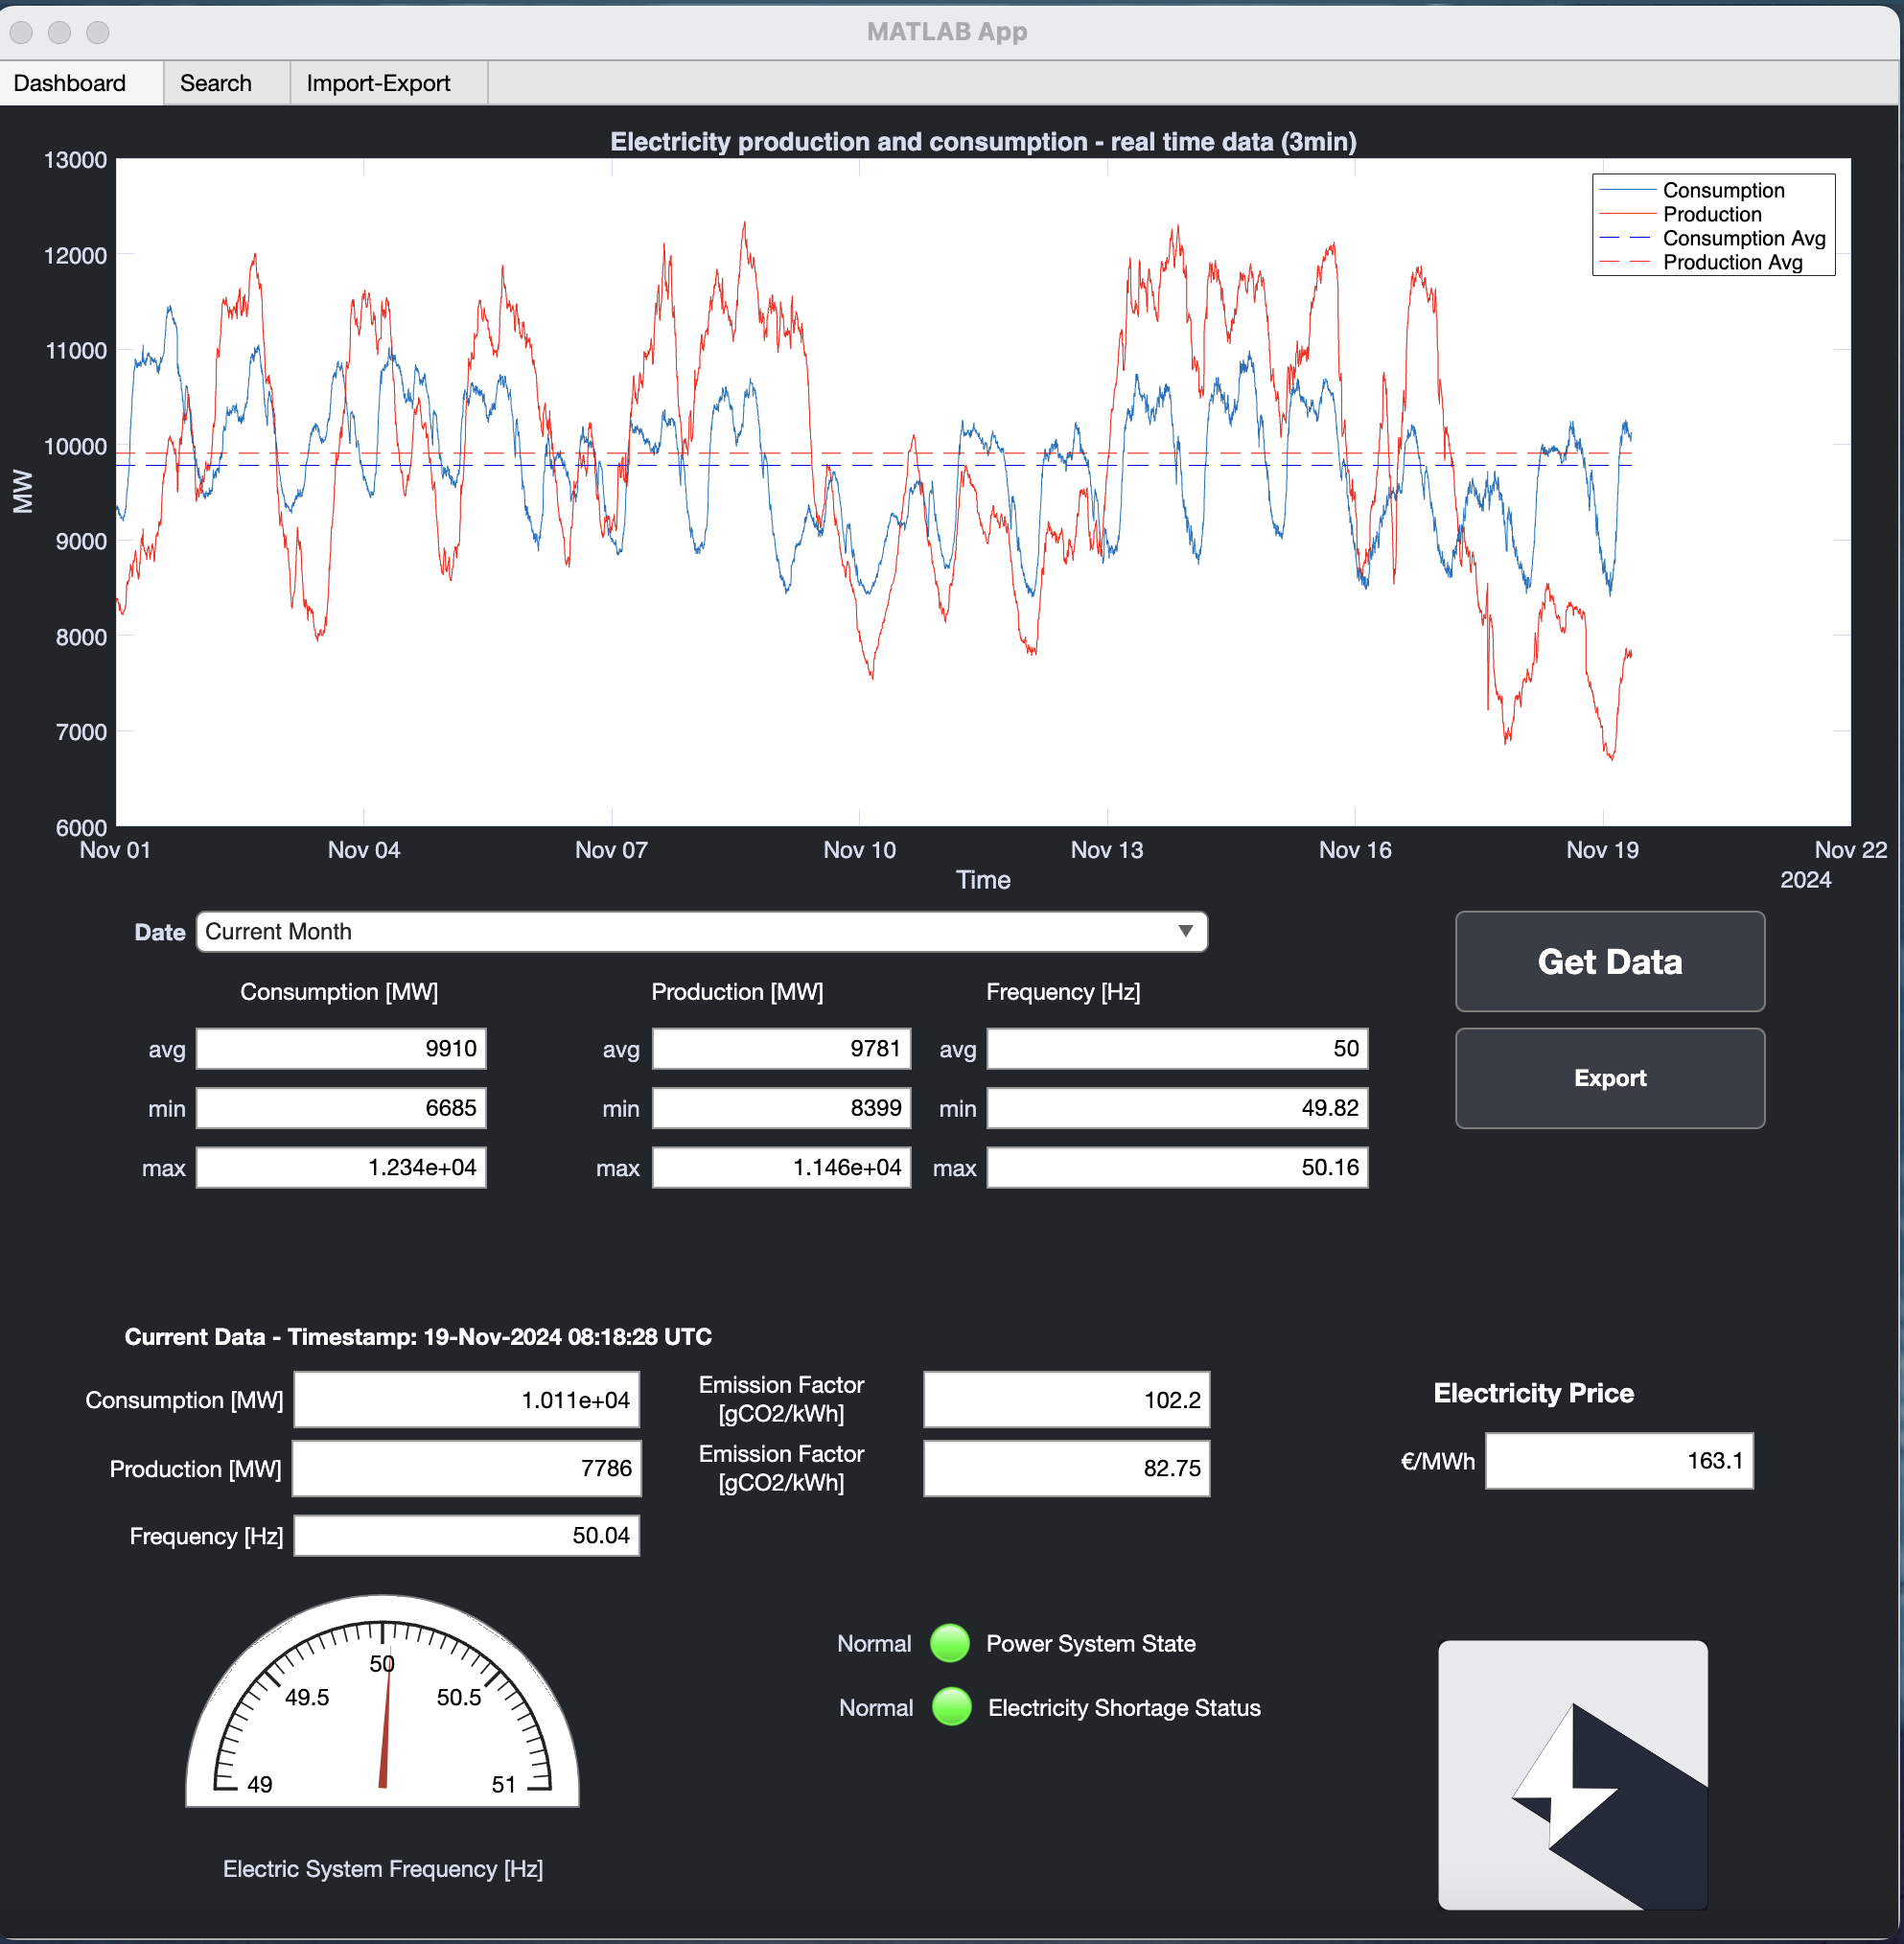 MATLAB App
Dashboard
Search
Import-Export
Electricity production and consumption - real time data (3min)
13000
12000
11000
10000
9000
8000
7000
6000
MW
Consumption
Production
Consumption Avg
Production Avg
Nov 01
Nov 04
Nov 07
Nov 10
Nov 13
Nov 16
Nov 19
Nov 22
Time
2024
Date
Current Month
Get Data
Export
Consumption [MW]
Production [MW]
Frequency [Hz]
avg
9910
avg
9781
avg
50
min
6685
min
8399
min
49.82
max
1.234e+04
max
1.146e+04
max
50.16
Current Data - Timestamp: 19-Nov-2024 08:18:28 UTC
Consumption [MW]
1.011e+04
Emission Factor
[gCO2/kWh]
102.2
Electricity Price
Production [MW]
7786
Emission Factor
[gCO2/kWh]
82.75
€/MWh
163.1
Frequency [Hz]
50.04
49
49.5
50
50.5
51
Electric System Frequency [Hz]
Normal
Power System State
Normal
Electricity Shortage Status